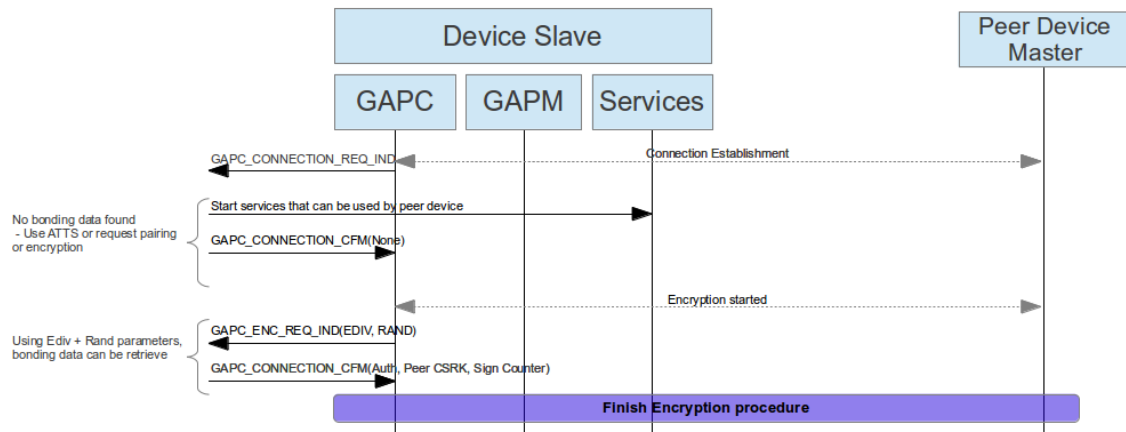 Device Slave
Peer Device
Master
GAPC
GAPM
Services
GAPC_CONNECTION_REQ_IND
Connection Establishment
Start services that can be used by peer device
No bonding data found
- Use ATTS or request pairing
or encryption
GAPC_CONNECTION_CFM(None)
Encryption started
GAPC_ENC_REQ_IND(EDIV, RAND)
Using Ediv + Rand parameters,
bonding data can be retrieve
GAPC_CONNECTION_CFM(Auth, Peer CSRK, Sign Counter)
Finish Encryption procedure